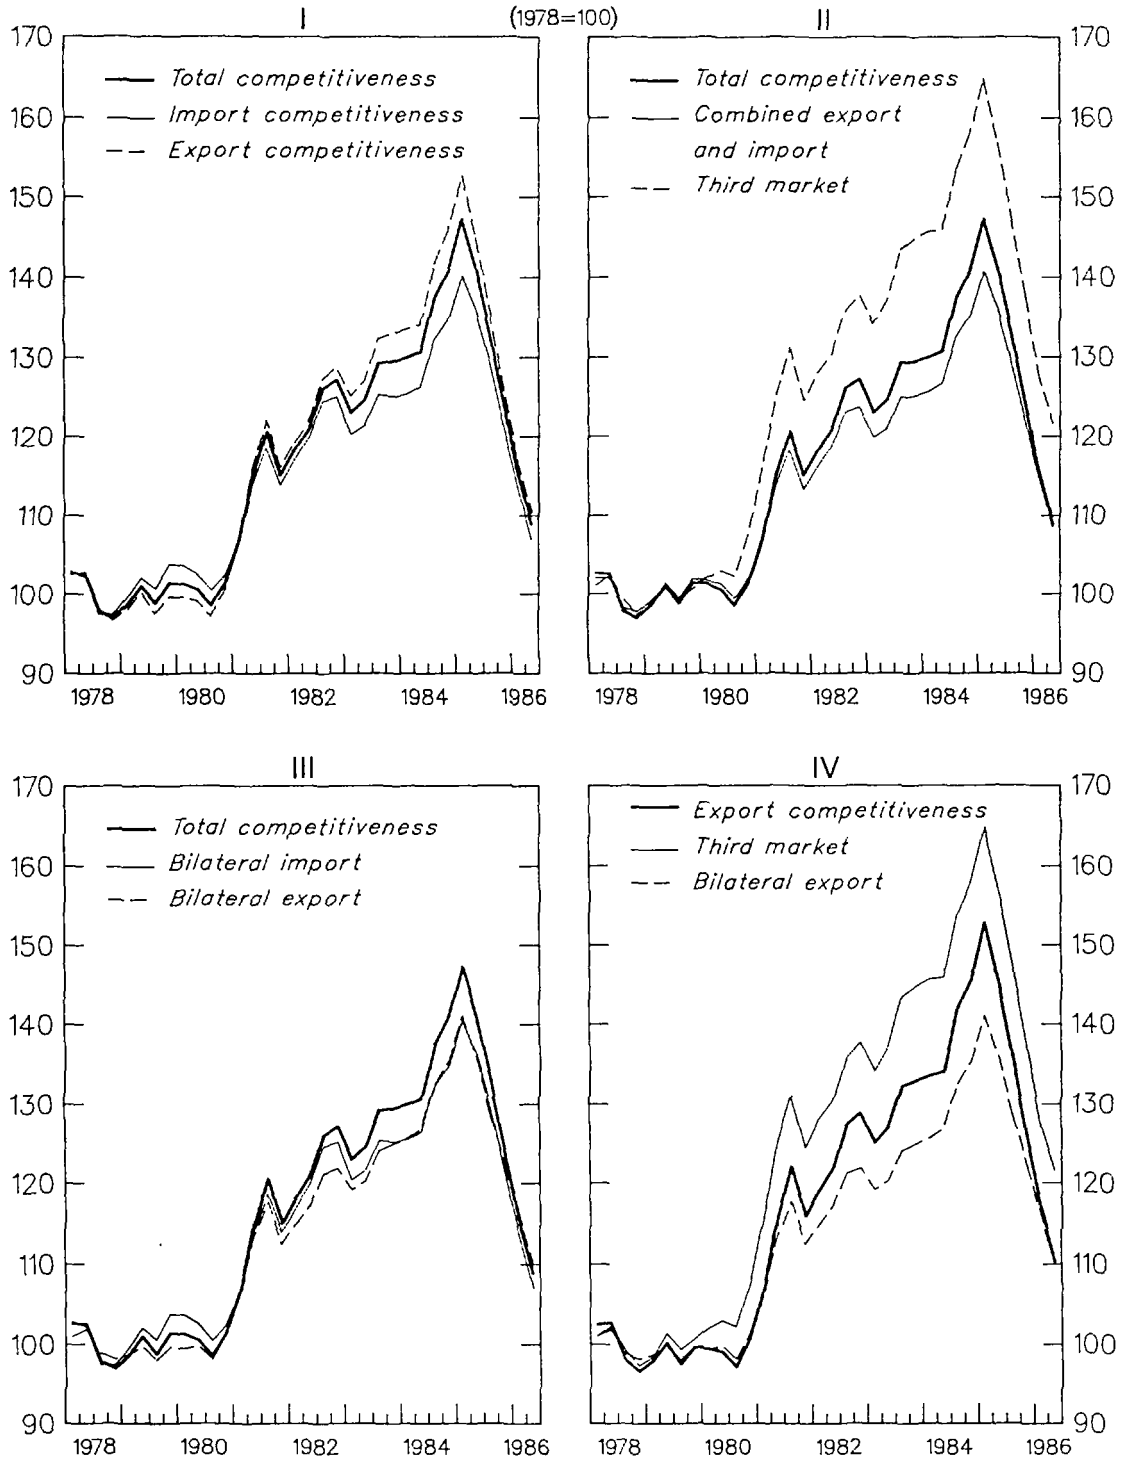 I (1978=100) II
170 170
160 160
150 150
140 140
130 130
120 120
110 110
100 100
90 90
Total competitiveness
Import competitiveness
Export competitiveness
Total competitiveness
Combined export
and import
Third market
1978 1980 1982 1984 1986
1978 1980 1982 1984 1986
III IV
170 170
160 160
150 150
140 140
130 130
120 120
110 110
100 100
90 90
Total competitiveness
Bilateral import
Bilateral export
Export competitiveness
Third market
Bilateral export
1978 1980 1982 1984 1986
1978 1980 1982 1984 1986